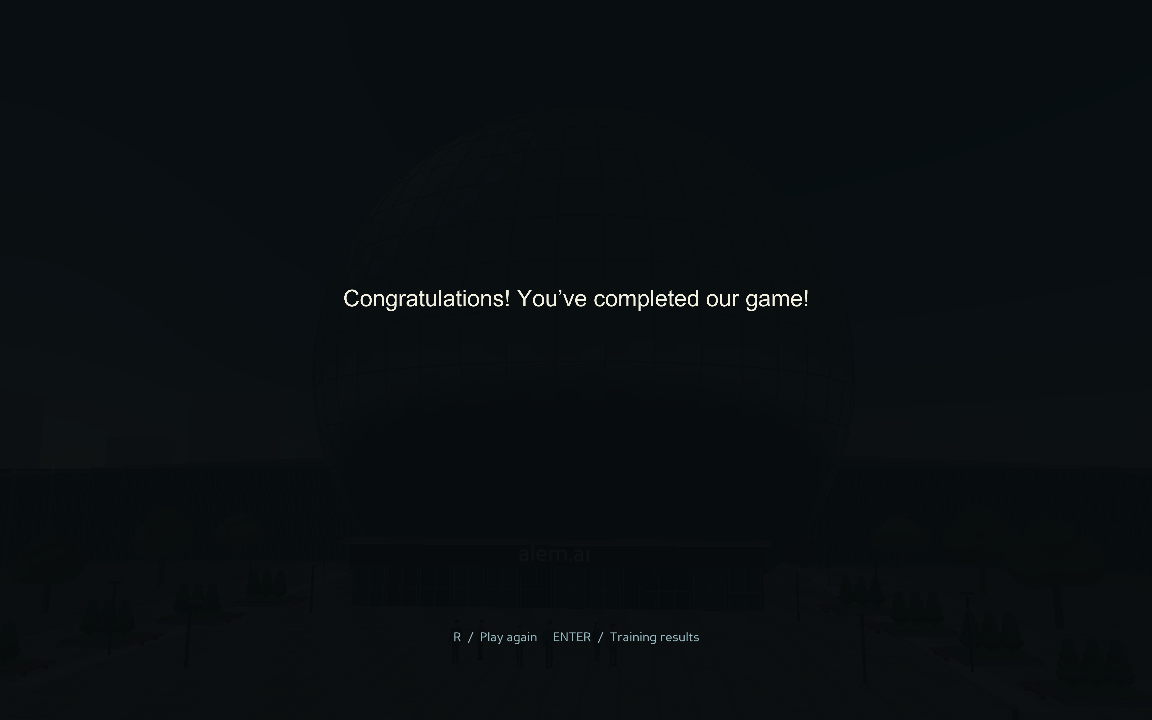 Congratulations! You’ve completed our game!
alem.ai
R / Play again ENTER / Training results